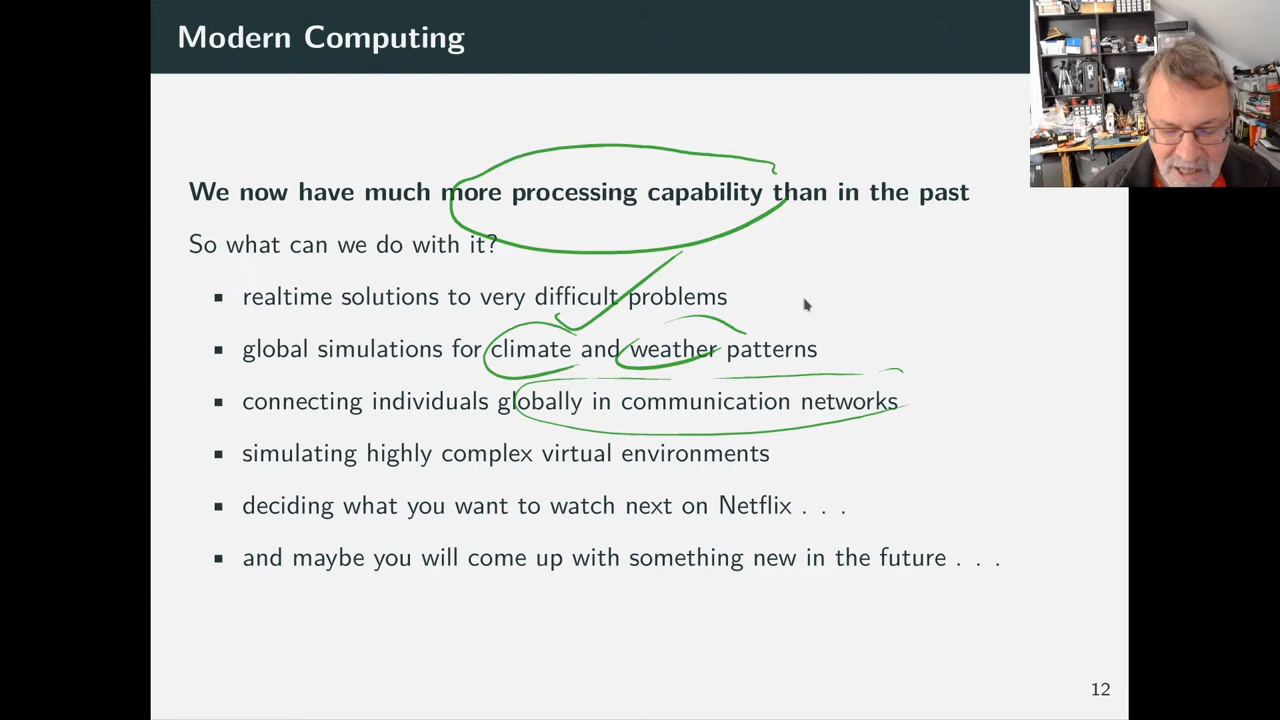 Modern Computing
We now have much more processing capability than in the past
So what can we do with it?
▪ realtime solutions to very difficult problems
▪ global simulations for climate and weather patterns
▪ connecting individuals globally in communication networks
▪ simulating highly complex virtual environments
▪ deciding what you want to watch next on Netflix . . .
▪ and maybe you will come up with something new in the future . . .
12